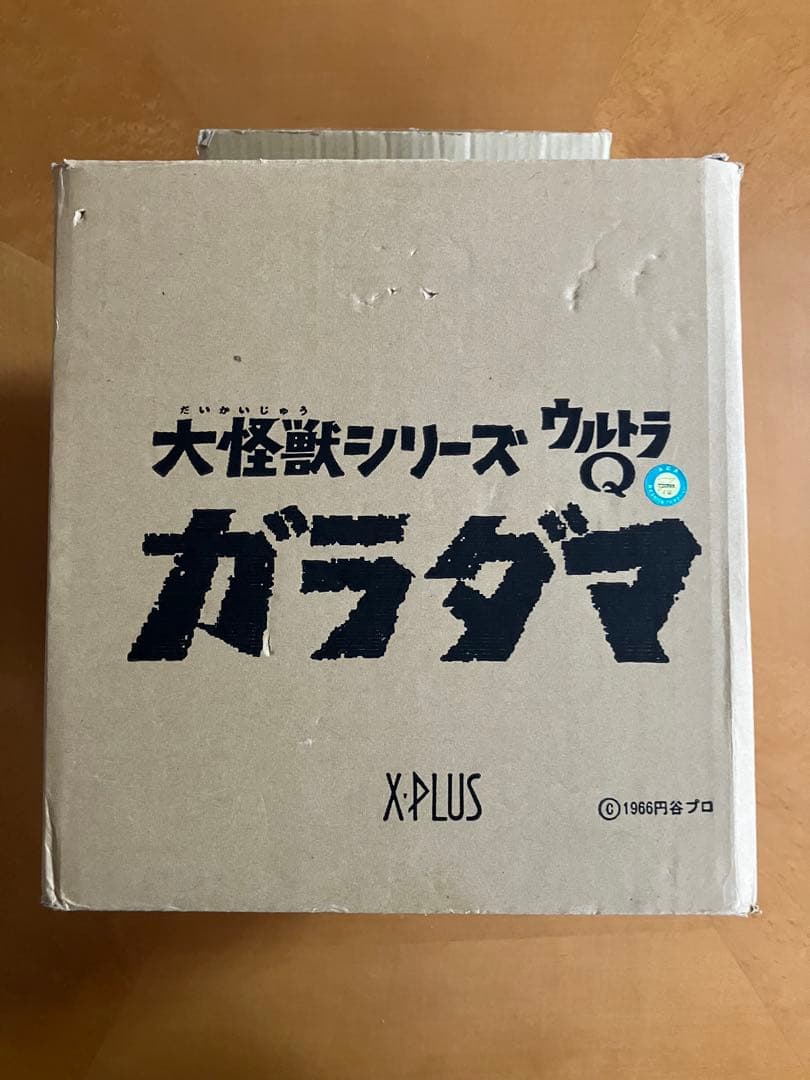 だいかいじゅう
大怪獣シリーズ ウルトラQ
ガラダマ
X·PLUS
©1966円谷プロ